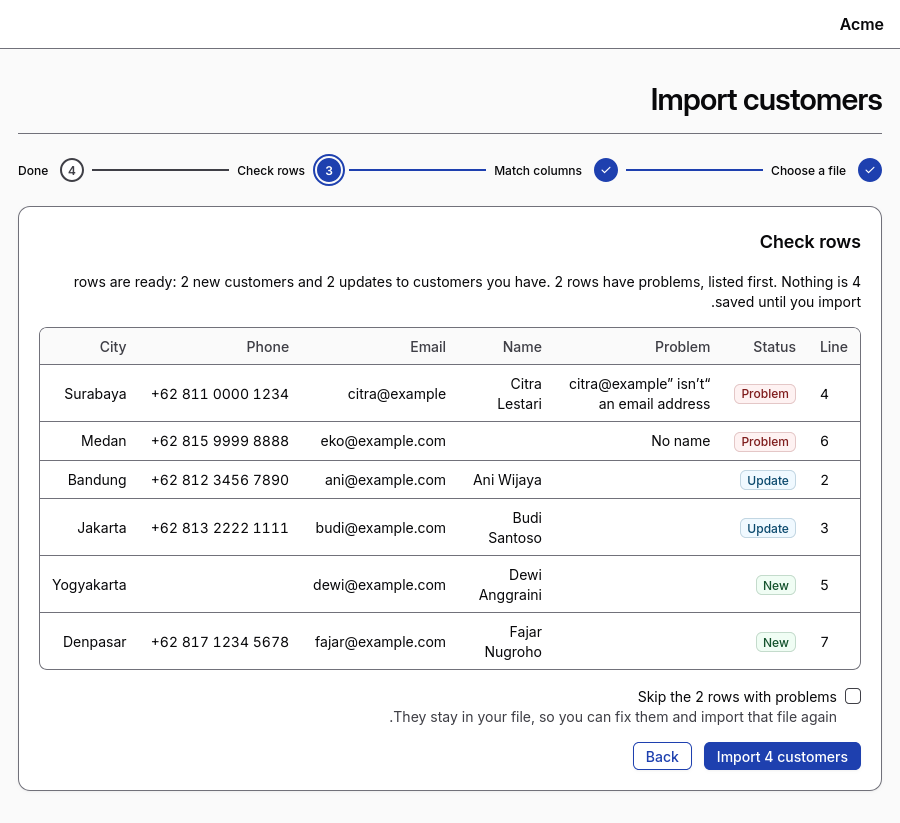 Acme
Import customers
Choose a file
Match columns
3 Check rows
4 Done
Check rows
4 rows are ready: 2 new customers and 2 updates to customers you have. 2 rows have problems, listed first. Nothing is
saved until you import.
Line Status Problem Name Email Phone City
4 Problem “citra@example” isn’t an email address Citra Lestari citra@example +62 811 0000 1234 Surabaya
6 Problem No name eko@example.com +62 815 9999 8888 Medan
2 Update Ani Wijaya ani@example.com +62 812 3456 7890 Bandung
3 Update Budi Santoso budi@example.com +62 813 2222 1111 Jakarta
5 New Dewi Anggraini dewi@example.com Yogyakarta
7 New Fajar Nugroho fajar@example.com +62 817 1234 5678 Denpasar
Skip the 2 rows with problems
They stay in your file, so you can fix them and import that file again.
Import 4 customers
Back